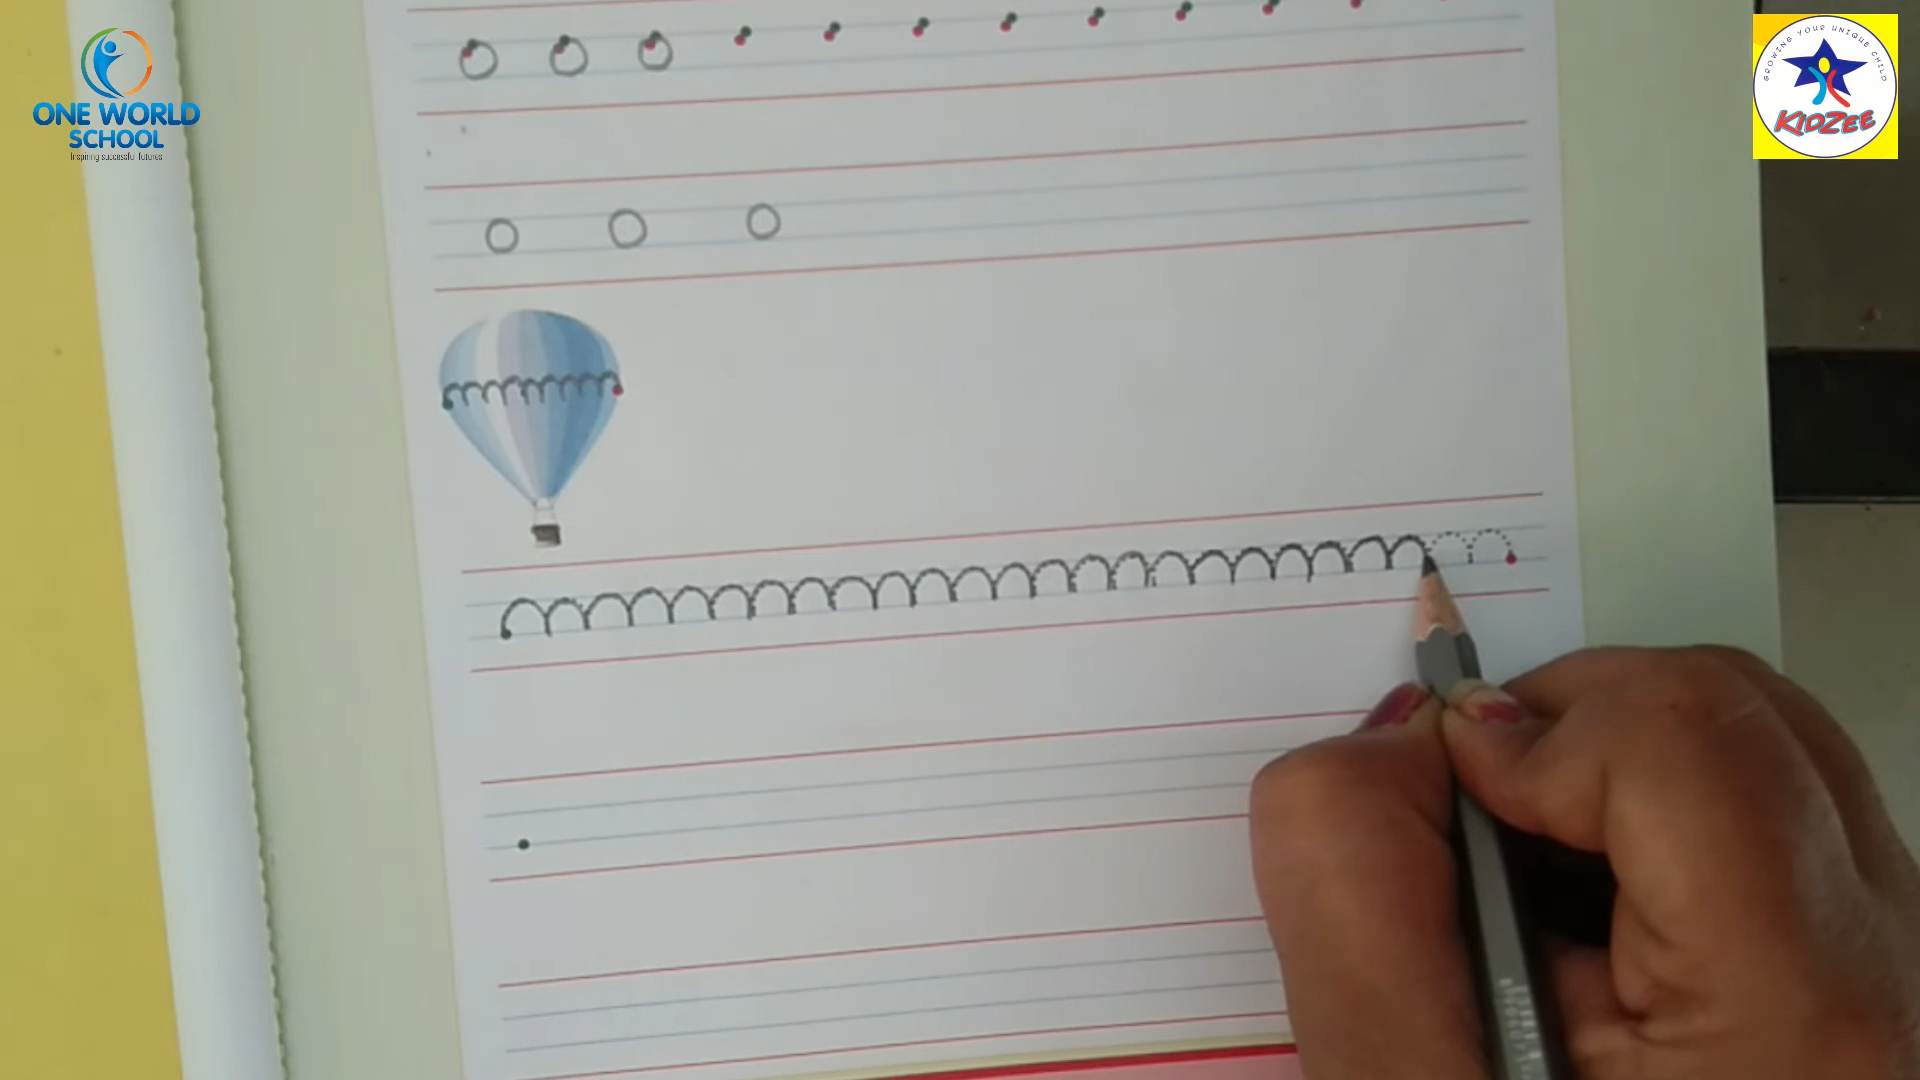 ONE WORLD
SCHOOL
Inspiring successful futures
GROWING YOUR UNIQUE CHILD
KIDZEE